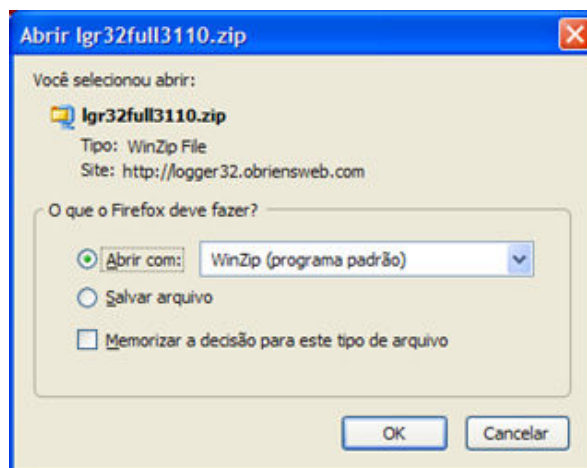 Abrir lgr32full3110.zip
Você selecionou abrir:
lgr32full3110.zip
Tipo: WinZip File
Site: http://logger32.obriensweb.com
O que o Firefox deve fazer?
Abrir com: WinZip (programa padrão)
Salvar arquivo
Memorizar a decisão para este tipo de arquivo
OK Cancelar